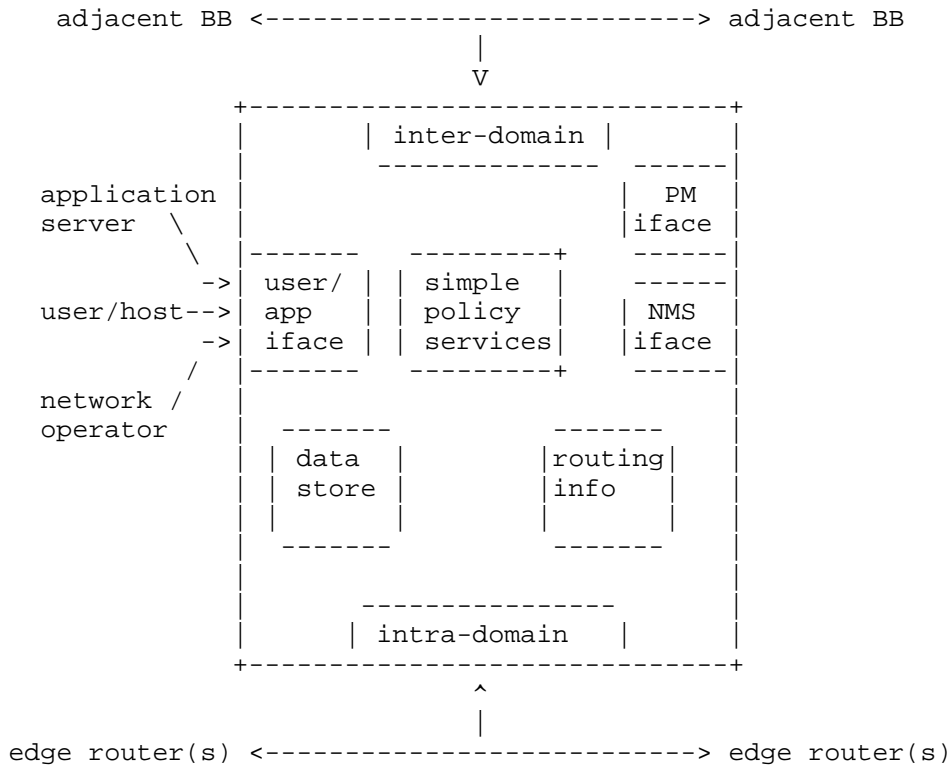 adjacent BB <----------------------------> adjacent BB
|
V
+------------------------------+
| | inter-domain | |
| -------------- ------|
application | | PM |
server \ | |iface |
\ |------- ---------+ ------|
->| user/ | | simple | ------|
user/host-->| app | | policy | | NMS |
->| iface | | services| |iface |
/ |------- ---------+ ------|
network / | |
operator | ------- ------- |
| | data | |routing| |
| | store | |info | |
| | | | | |
| ------- ------- |
| |
| ---------------- |
| | intra-domain | |
+------------------------------+
^
|
edge router(s) <----------------------------> edge router(s)